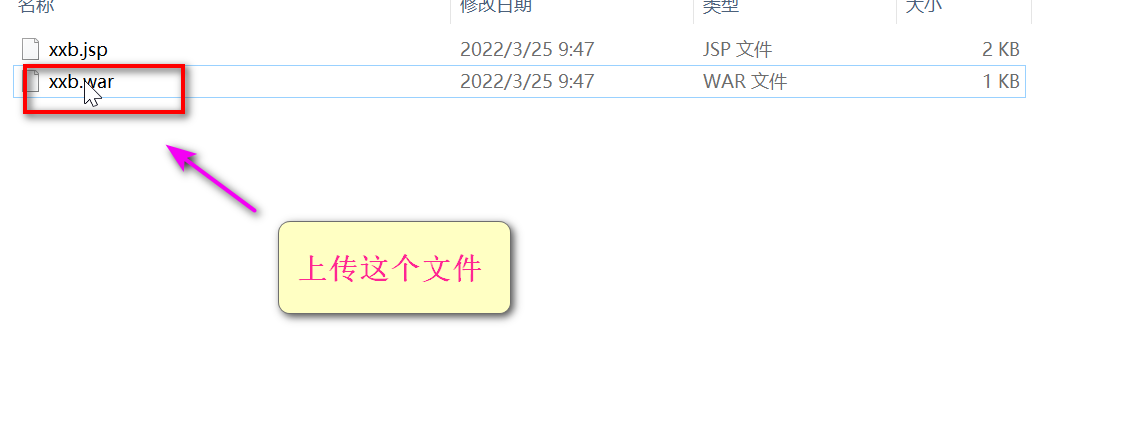 名称 修改日期 类型 大小
xxb.jsp 2022/3/25 9:47 JSP 文件 2 KB
xxb.war 2022/3/25 9:47 WAR 文件 1 KB
上传这个文件